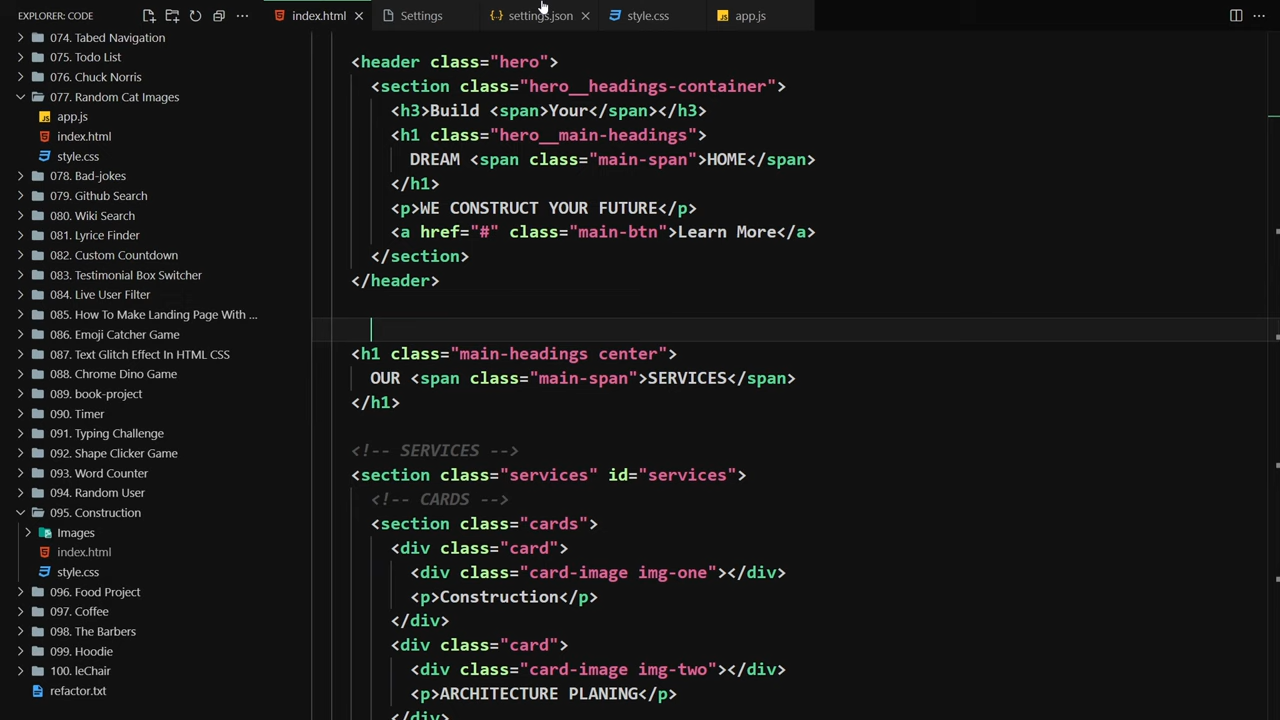 EXPLORER: CODE
index.html
Settings
settings.json
style.css
app.js
074. Tabed Navigation
075. Todo List
076. Chuck Norris
077. Random Cat Images
app.js
index.html
style.css
078. Bad-jokes
079. Github Search
080. Wiki Search
081. Lyrice Finder
082. Custom Countdown
083. Testimonial Box Switcher
084. Live User Filter
085. How To Make Landing Page With ...
086. Emoji Catcher Game
087. Text Glitch Effect In HTML CSS
088. Chrome Dino Game
089. book-project
090. Timer
091. Typing Challenge
092. Shape Clicker Game
093. Word Counter
094. Random User
095. Construction
Images
index.html
style.css
096. Food Project
097. Coffee
098. The Barbers
099. Hoodie
100. leChair
refactor.txt
<header class="hero">
<section class="hero__headings-container">
<h3>Build <span>Your</span></h3>
<h1 class="hero__main-headings">
DREAM <span class="main-span">HOME</span>
</h1>
<p>WE CONSTRUCT YOUR FUTURE</p>
<a href="#" class="main-btn">Learn More</a>
</section>
</header>
<h1 class="main-headings center">
OUR <span class="main-span">SERVICES</span>
</h1>
<!-- SERVICES -->
<section class="services" id="services">
<!-- CARDS -->
<section class="cards">
<div class="card">
<div class="card-image img-one"></div>
<p>Construction</p>
</div>
<div class="card">
<div class="card-image img-two"></div>
<p>ARCHITECTURE PLANING</p>
</div>